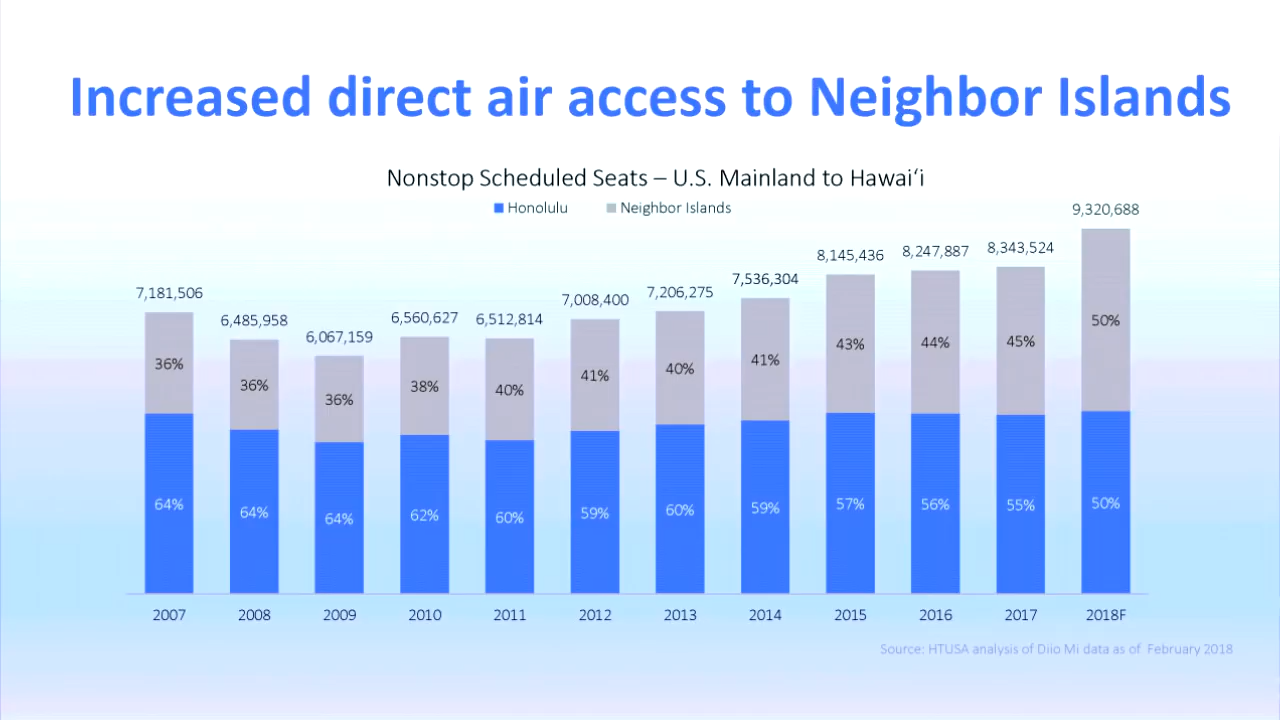 Increased direct air access to Neighbor Islands
Nonstop Scheduled Seats – U.S. Mainland to Hawai‘i
Honolulu Neighbor Islands
9,320,688
8,145,436 8,247,887 8,343,524
7,536,304
7,181,506 7,008,400 7,206,275
6,485,958 6,067,159 6,560,627 6,512,814
36% 36% 36% 38% 40% 41% 40% 41% 43% 44% 45% 50%
64% 64% 64% 62% 60% 59% 60% 59% 57% 56% 55% 50%
2007 2008 2009 2010 2011 2012 2013 2014 2015 2016 2017 2018F
Source: HTUSA analysis of Diio Mi data as of February 2018